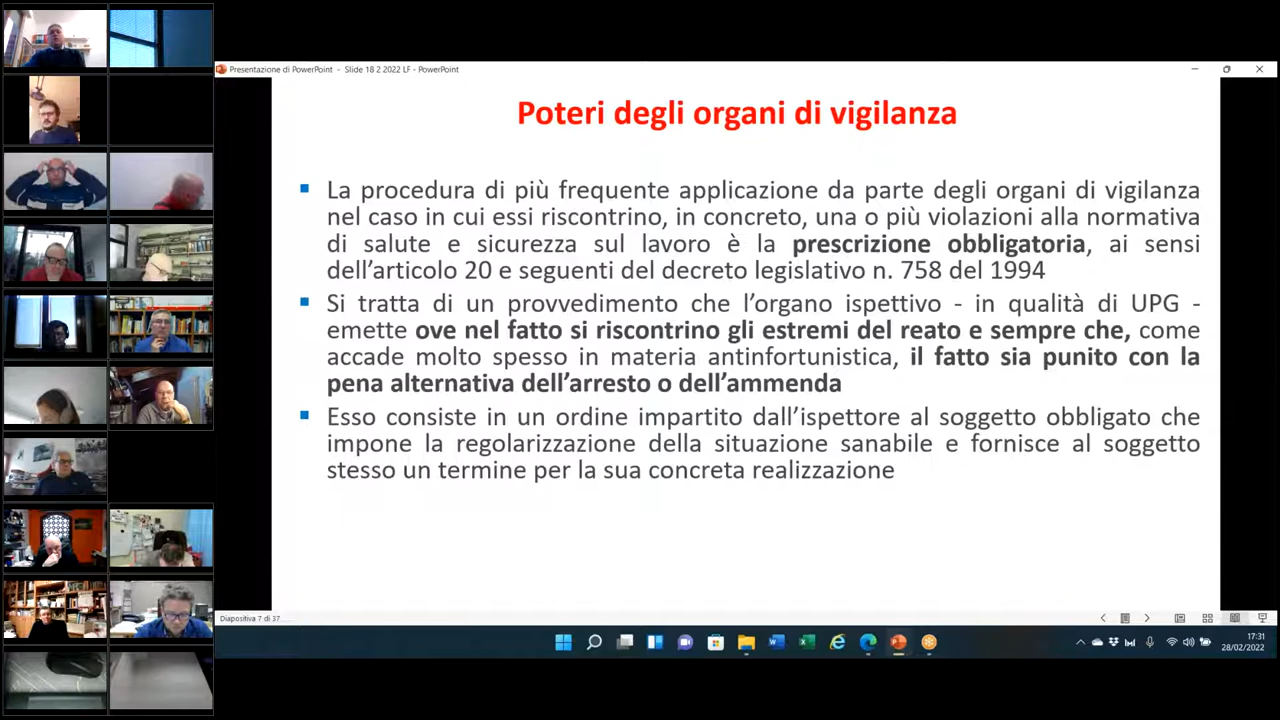 Presentazione di PowerPoint - Slide 18 2 2022 LF - PowerPoint
Poteri degli organi di vigilanza
La procedura di più frequente applicazione da parte degli organi di vigilanza
nel caso in cui essi riscontrino, in concreto, una o più violazioni alla normativa
di salute e sicurezza sul lavoro è la prescrizione obbligatoria, ai sensi
dell’articolo 20 e seguenti del decreto legislativo n. 758 del 1994
Si tratta di un provvedimento che l’organo ispettivo - in qualità di UPG -
emette ove nel fatto si riscontrino gli estremi del reato e sempre che, come
accade molto spesso in materia antinfortunistica, il fatto sia punito con la
pena alternativa dell’arresto o dell’ammenda
Esso consiste in un ordine impartito dall’ispettore al soggetto obbligato che
impone la regolarizzazione della situazione sanabile e fornisce al soggetto
stesso un termine per la sua concreta realizzazione
Diapositiva 7 di 37
17:31
28/02/2022